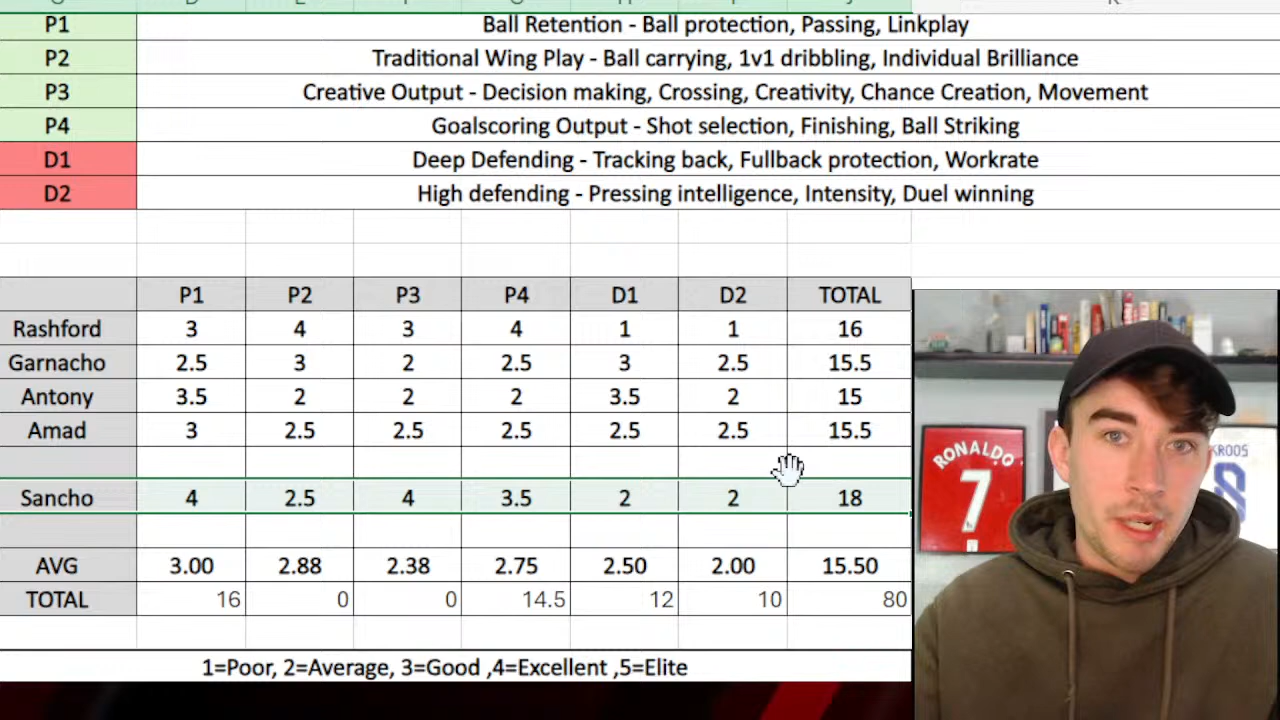 P1 Ball Retention - Ball protection, Passing, Linkplay
P2 Traditional Wing Play - Ball carrying, 1v1 dribbling, Individual Brilliance
P3 Creative Output - Decision making, Crossing, Creativity, Chance Creation, Movement
P4 Goalscoring Output - Shot selection, Finishing, Ball Striking
D1 Deep Defending - Tracking back, Fullback protection, Workrate
D2 High defending - Pressing intelligence, Intensity, Duel winning
P1 P2 P3 P4 D1 D2 TOTAL
Rashford 3 4 3 4 1 1 16
Garnacho 2.5 3 2 2.5 3 2.5 15.5
Antony 3.5 2 2 2 3.5 2 15
Amad 3 2.5 2.5 2.5 2.5 2.5 15.5
Sancho 4 2.5 4 3.5 2 2 18
AVG 3.00 2.88 2.38 2.75 2.50 2.00 15.50
TOTAL 16 0 0 14.5 12 10 80
1=Poor, 2=Average, 3=Good ,4=Excellent ,5=Elite
RONALDO
7
KROOS
8